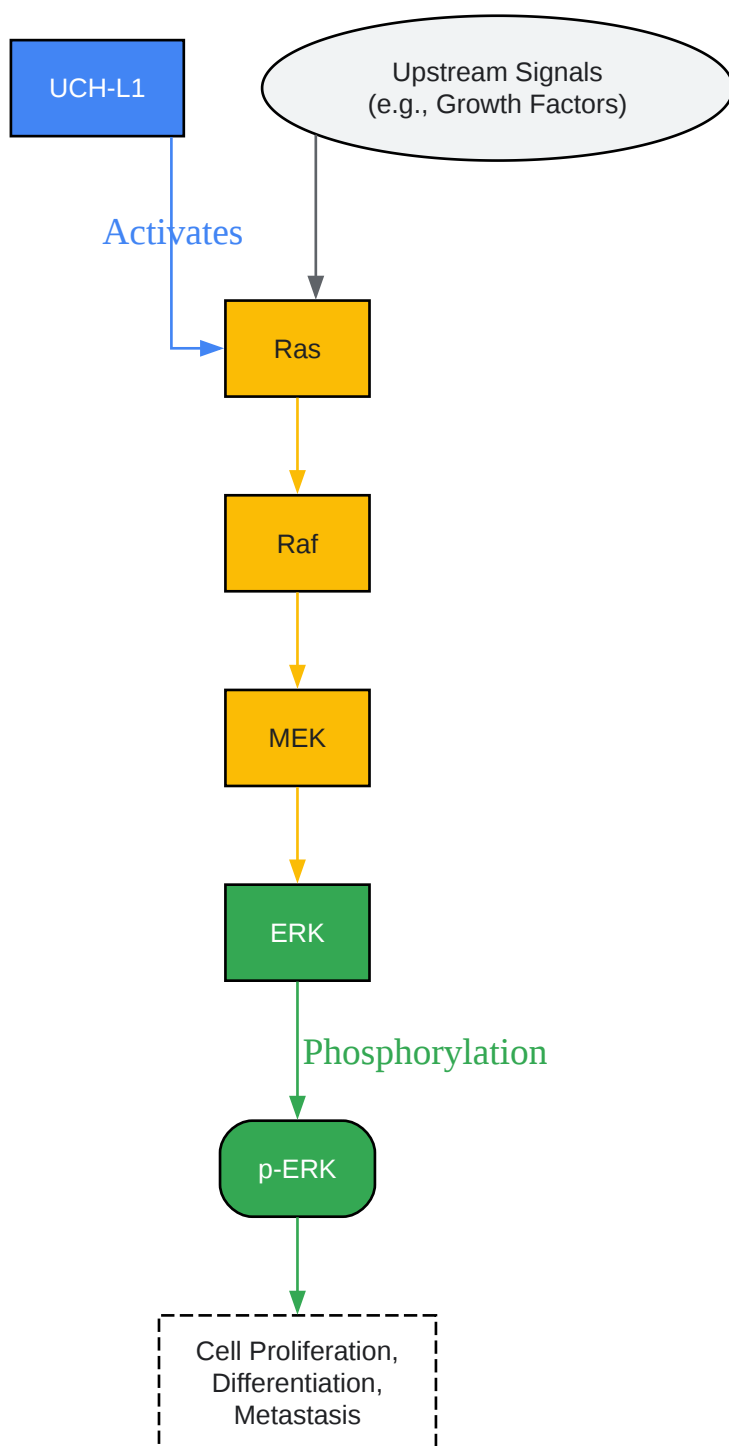 UCH-L1
Upstream Signals
(e.g., Growth Factors)
Activates
Ras
Raf
MEK
ERK
Phosphorylation
p-ERK
Cell Proliferation,
Differentiation,
Metastasis